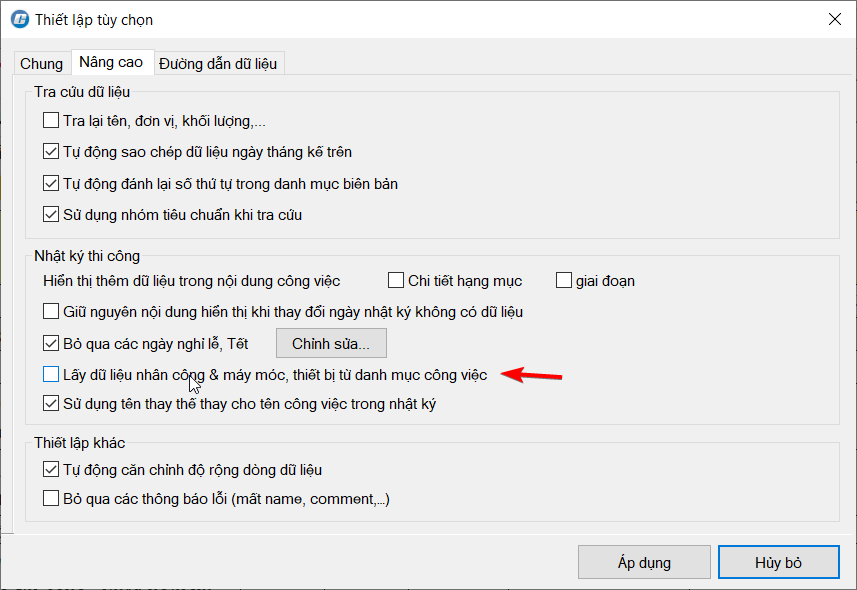 Thiết lập tùy chọn
Chung Nâng cao Đường dẫn dữ liệu
Tra cứu dữ liệu
Tra lại tên, đơn vị, khối lượng,...
Tự động sao chép dữ liệu ngày tháng kế trên
Tự động đánh lại số thứ tự trong danh mục biên bản
Sử dụng nhóm tiêu chuẩn khi tra cứu
Nhật ký thi công
Hiển thị thêm dữ liệu trong nội dung công việc Chi tiết hạng mục giai đoạn
Giữ nguyên nội dung hiển thị khi thay đổi ngày nhật ký không có dữ liệu
Bỏ qua các ngày nghỉ lễ, Tết Chỉnh sửa...
Lấy dữ liệu nhân công & máy móc, thiết bị từ danh mục công việc
Sử dụng tên thay thế thay cho tên công việc trong nhật ký
Thiết lập khác
Tự động căn chỉnh độ rộng dòng dữ liệu
Bỏ qua các thông báo lỗi (mất name, comment,...)
Áp dụng Hủy bỏ